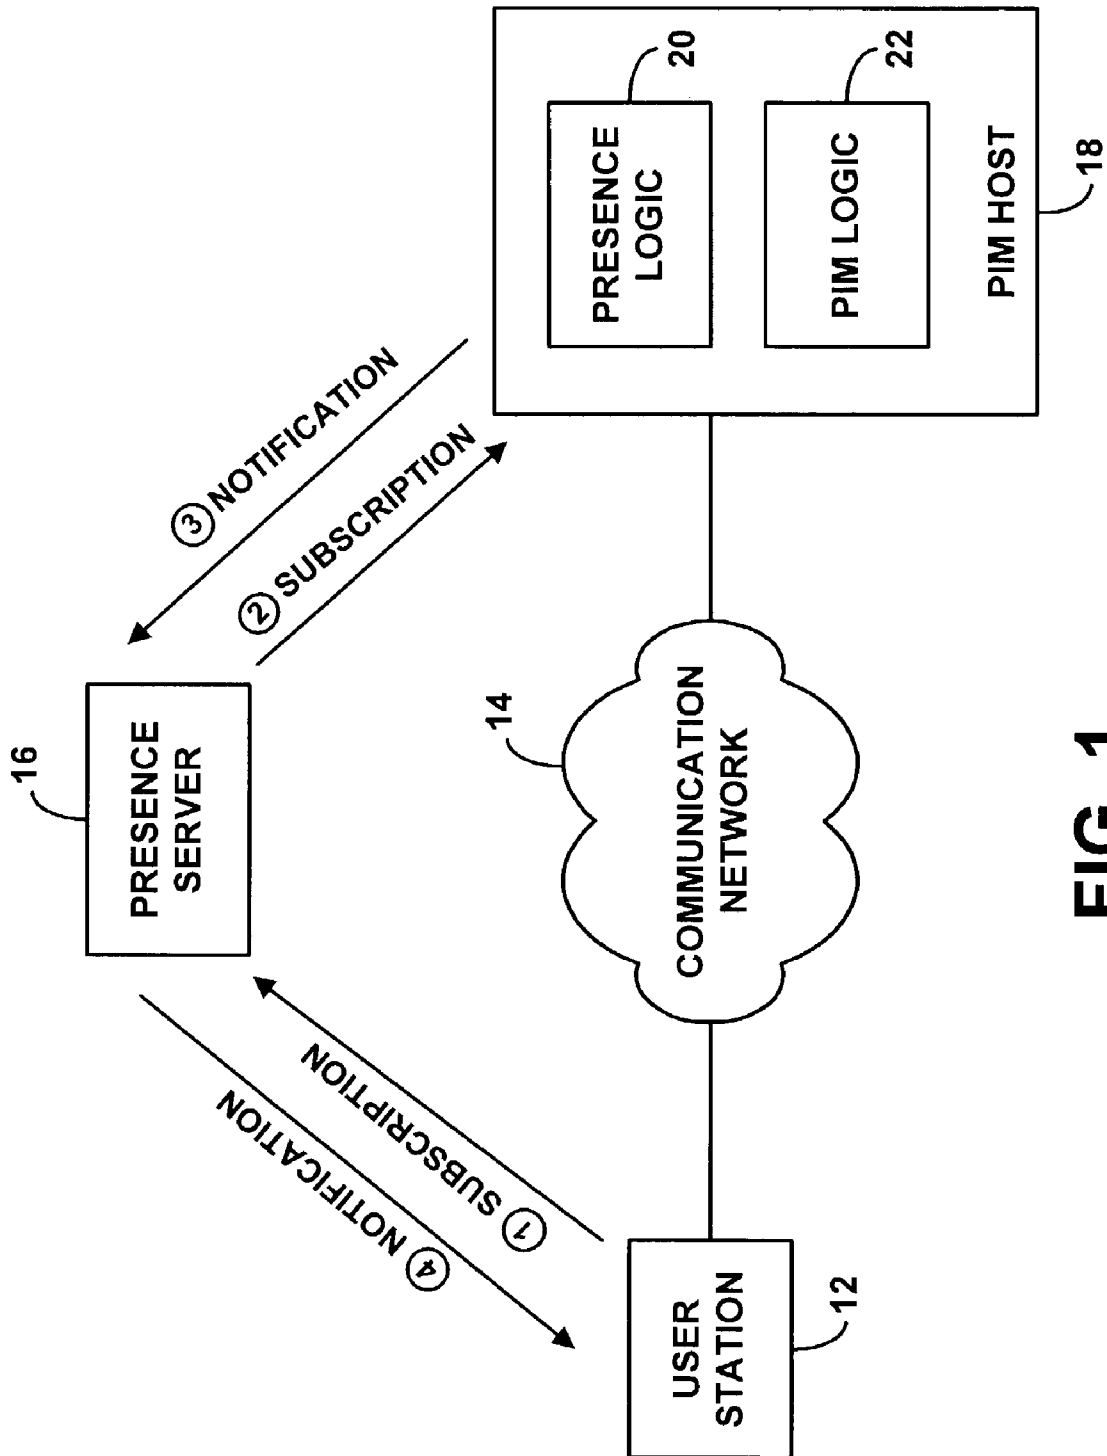 16
PRESENCE
SERVER
③ NOTIFICATION
② SUBSCRIPTION
① SUBSCRIPTION
④ NOTIFICATION
14
COMMUNICATION
NETWORK
USER
STATION
12
PRESENCE
LOGIC
20
PIM LOGIC
22
PIM HOST
18
FIG. 1